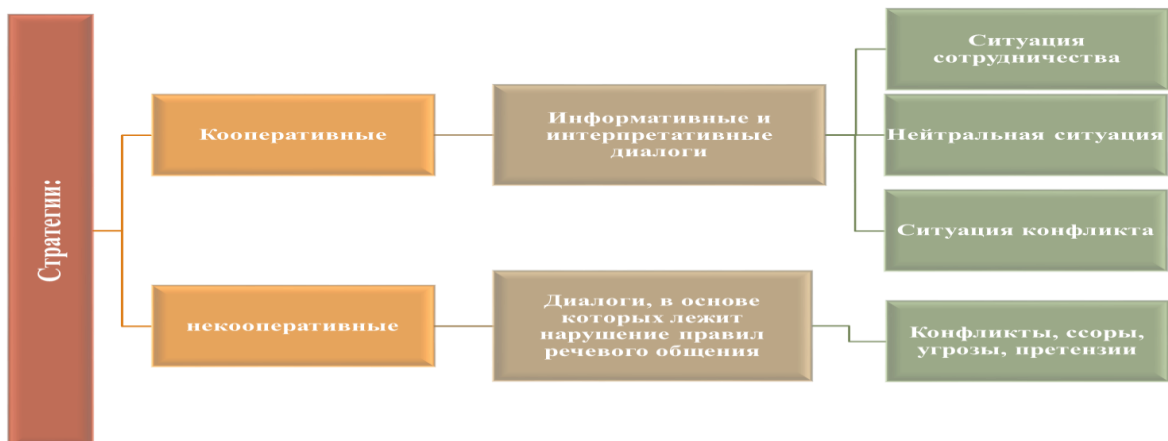 Стратегии:
Кооперативные
Информативные и
интерпретативные
диалоги
Ситуация
сотрудничества
Нейтральная ситуация
Ситуация конфликта
некооперативные
Диалоги, в основе
которых лежит
нарушение правил
речевого общения
Конфликты, ссоры,
угрозы, претензии